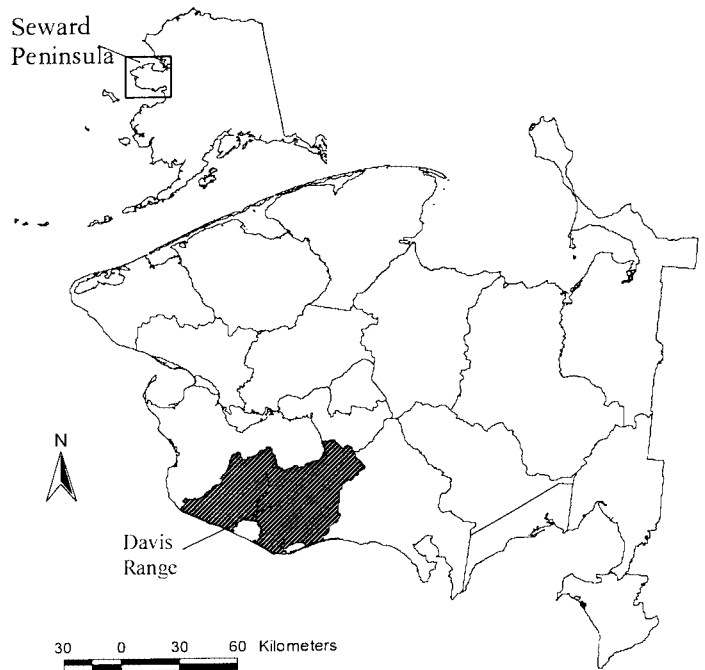 Seward
Peninsula
N
Davis
Range
30 0 30 60 Kilometers